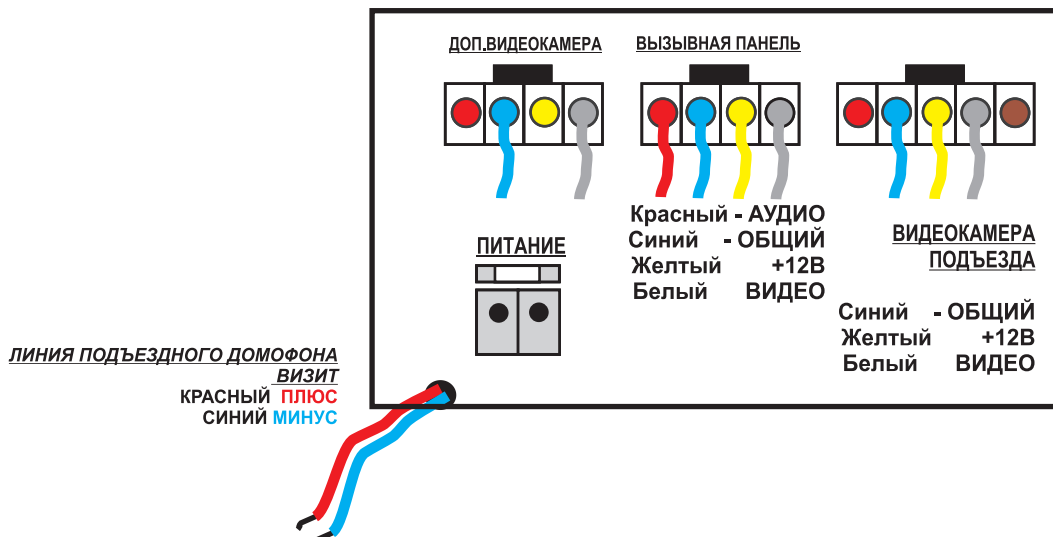 ДОП.ВИДЕОКАМЕРА
ВЫЗЫВНАЯ ПАНЕЛЬ
Красный - АУДИО
Синий - ОБЩИЙ
Желтый +12В
Белый ВИДЕО
ВИДЕОКАМЕРА
ПОДЪЕЗДА
Синий - ОБЩИЙ
Желтый +12В
Белый ВИДЕО
ПИТАНИЕ
ЛИНИЯ ПОДЪЕЗДНОГО ДОМОФОНА
ВИЗИТ
КРАСНЫЙ ПЛЮС
СИНИЙ МИНУС